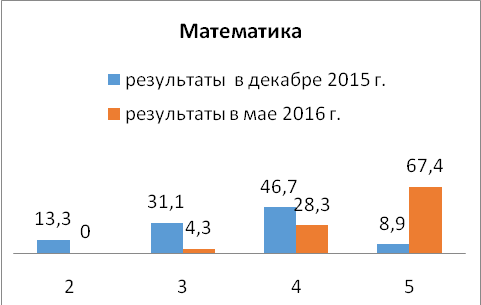 Математика
результаты в декабре 2015 г.
результаты в мае 2016 г.
67,4
46,7
31,1
28,3
13,3
0
4,3
8,9
2 3 4 5